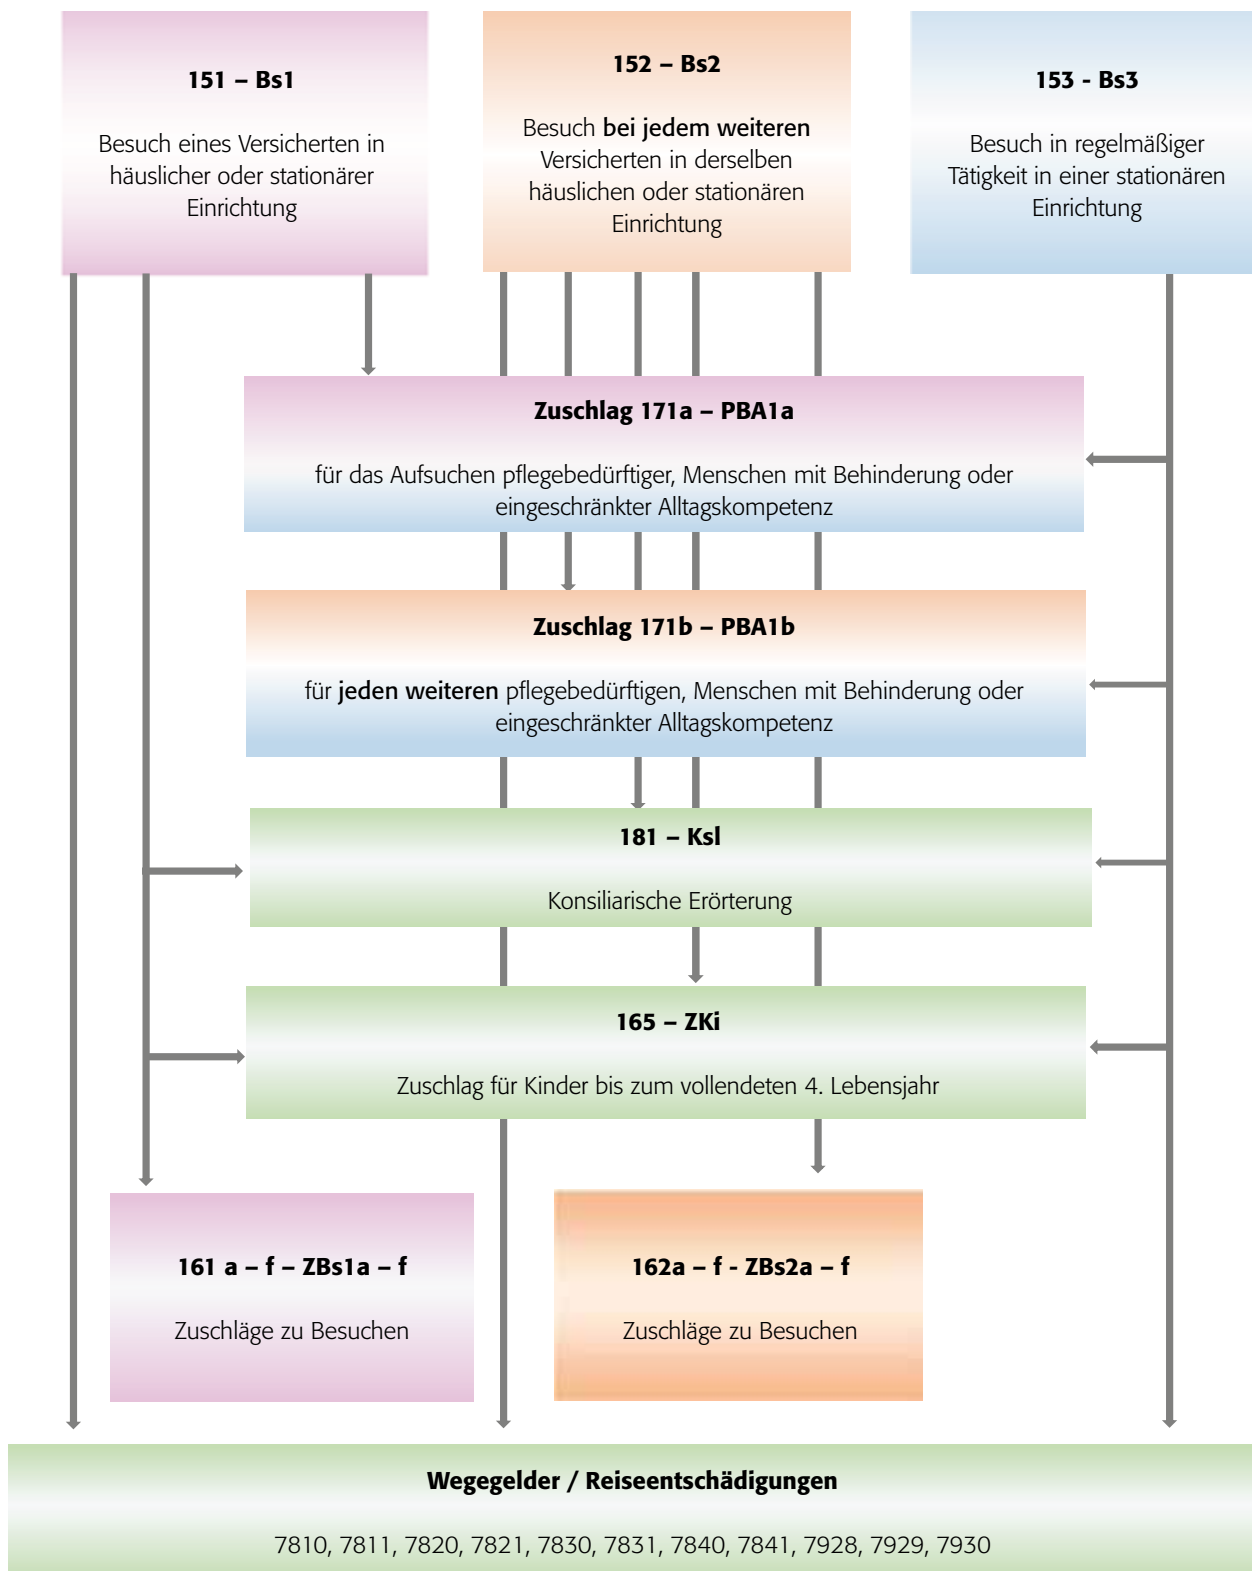 151 – Bs1
Besuch eines Versicherten in
häuslicher oder stationärer
Einrichtung
152 – Bs2
Besuch bei jedem weiteren
Versicherten in derselben
häuslichen oder stationären
Einrichtung
153 - Bs3
Besuch in regelmäßiger
Tätigkeit in einer stationären
Einrichtung
Zuschlag 171a – PBA1a
für das Aufsuchen pflegebedürftiger, Menschen mit Behinderung oder
eingeschränkter Alltagskompetenz
Zuschlag 171b – PBA1b
für jeden weiteren pflegebedürftigen, Menschen mit Behinderung oder
eingeschränkter Alltagskompetenz
181 – Ksl
Konsiliarische Erörterung
165 – ZKi
Zuschlag für Kinder bis zum vollendeten 4. Lebensjahr
161 a – f – ZBs1a – f
Zuschläge zu Besuchen
162a – f - ZBs2a – f
Zuschläge zu Besuchen
Wegegelder / Reiseentschädigungen
7810, 7811, 7820, 7821, 7830, 7831, 7840, 7841, 7928, 7929, 7930